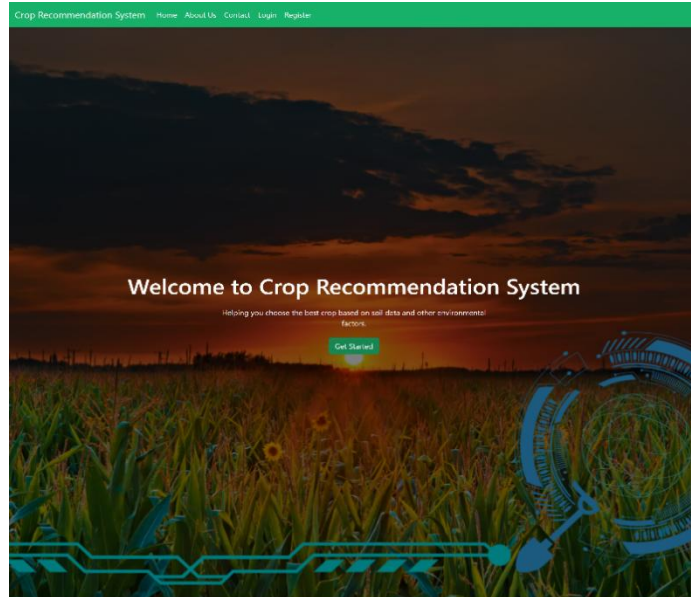 Crop Recommendation System Home About Us Contact Login Register
Welcome to Crop Recommendation System
Helping you choose the best crop based on soil data and other environmental
factors.
Get Started